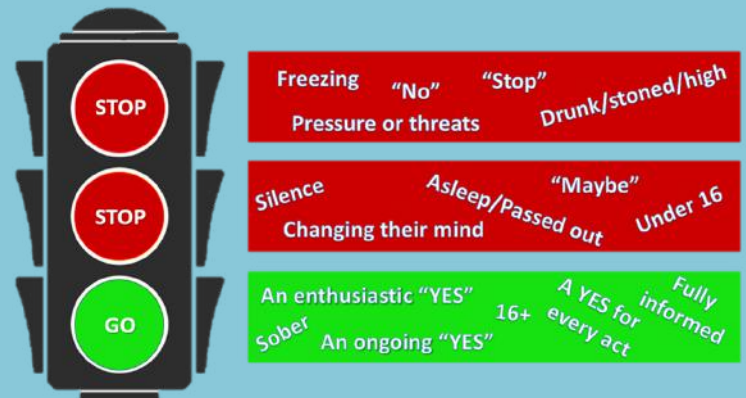 STOP
Freezing “No” “Stop” Drunk/stoned/high
Pressure or threats
STOP
Silence Asleep/Passed out “Maybe” Under 16
Changing their mind
GO
An enthusiastic “YES” 16+ A YES for every act Fully informed
Sober An ongoing “YES”